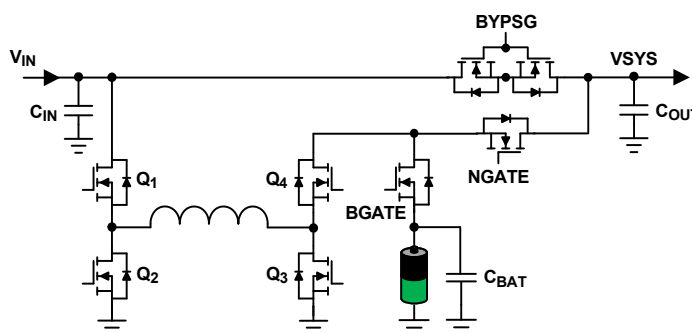 BYPSG
VIN
VSYS
CIN
COUT
NGATE
Q1
Q4
BGATE
Q2
Q3
CBAT